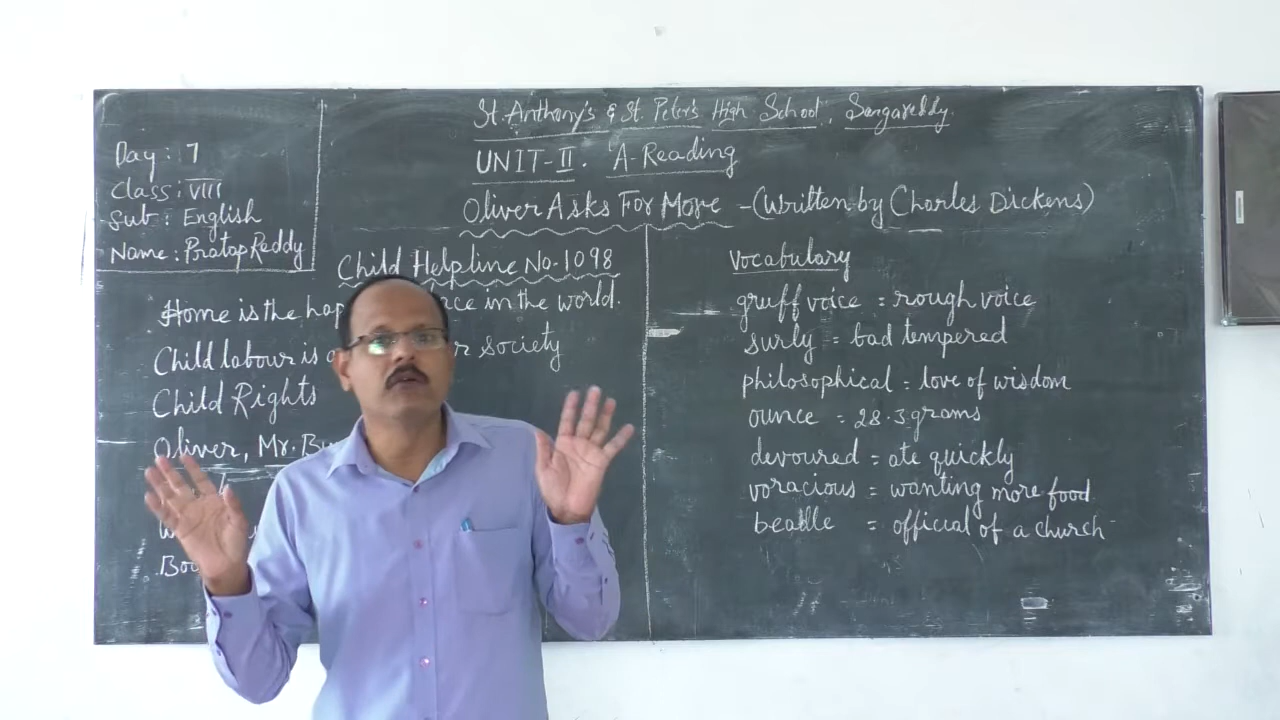 St. Anthony's & St. Peter's High School, Sangareddy.
UNIT-II. A-Reading
Oliver Asks For More -(Written by Charles Dickens)
Day: 7
Class: VIII
Sub: English
Name: Pratap Reddy
Child Helpline No-1098
Home is the in the world.
Child labour is society
Child Rights
Oliver, Mr.
Vocabulary
gruff voice = rough voice
surly = bad tempered
philosophical = love of wisdom
ounce = 28.3 grams
devoured = ate quickly
voracious = wanting more food
beadle = official of a church